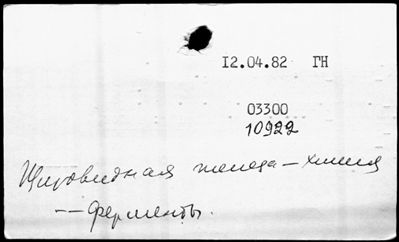 12.04.82 ГН
03300
10922
Щитовидная железа — химия
— — ферменты.